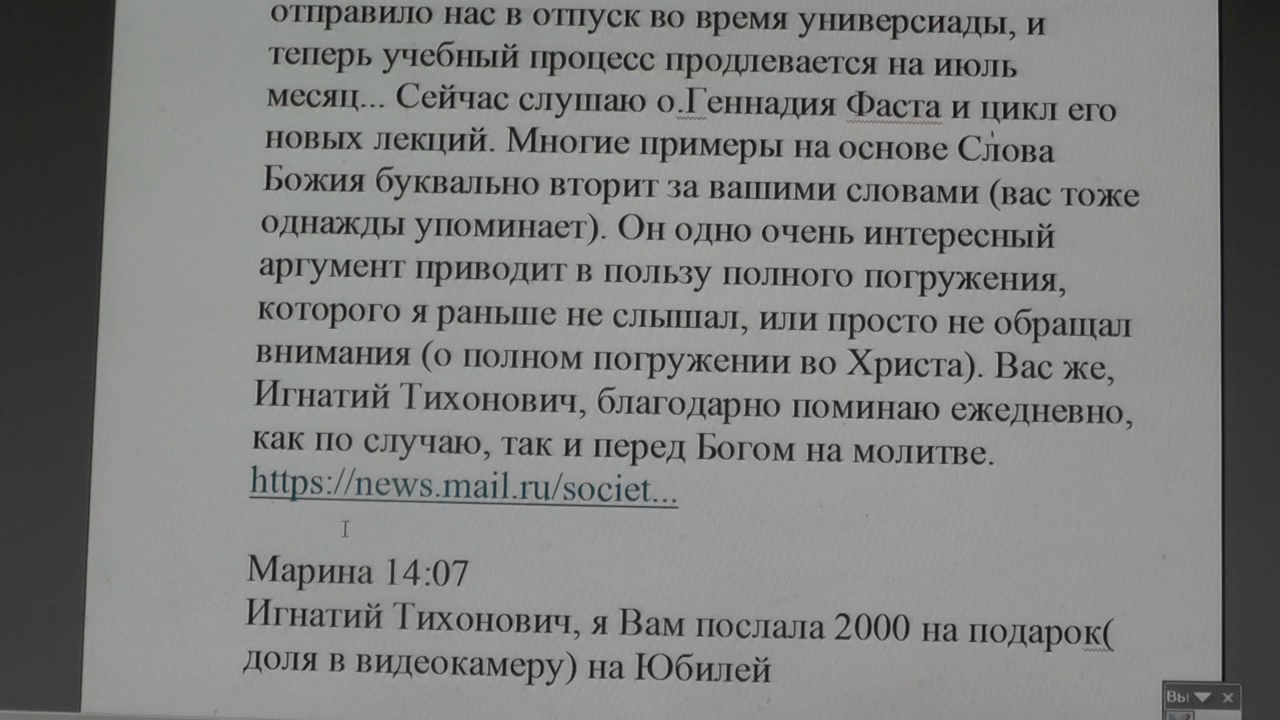 отправило нас в отпуск во время универсиады, и
теперь учебный процесс продлевается на июль
месяц... Сейчас слушаю о.Геннадия Фаста и цикл его
новых лекций. Многие примеры на основе Слова
Божия буквально вторит за вашими словами (вас тоже
однажды упоминает). Он одно очень интересный
аргумент приводит в пользу полного погружения,
которого я раньше не слышал, или просто не обращал
внимания (о полном погружении во Христа). Вас же,
Игнатий Тихонович, благодарно поминаю ежедневно,
как по случаю, так и перед Богом на молитве.
https://news.mail.ru/societ...
Марина 14:07
Игнатий Тихонович, я Вам послала 2000 на подарок(
доля в видеокамеру) на Юбилей
Вы